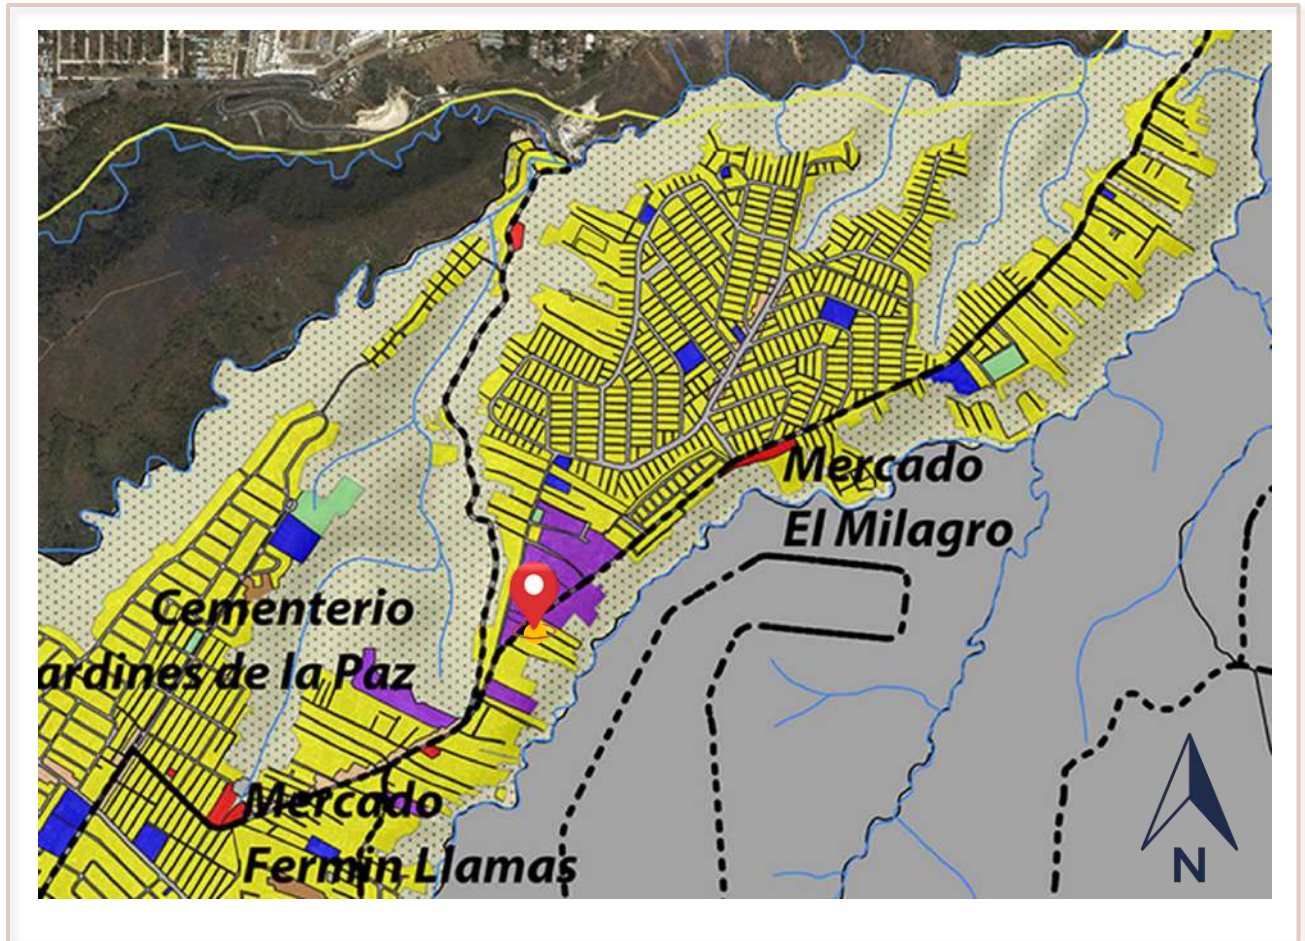 Mercado
El Milagro
Cementerio
ardines de la Paz
Mercado
Fermin Llamas
N